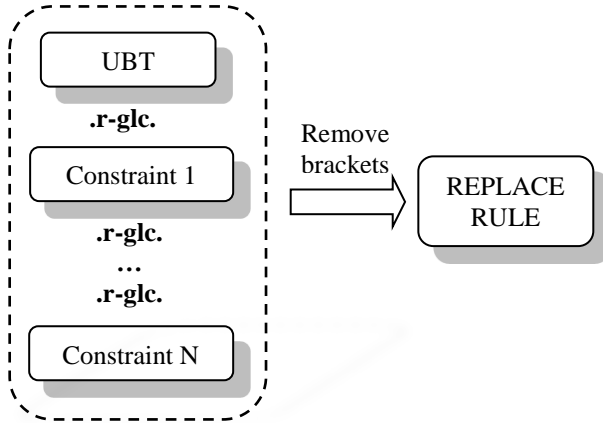 UBT
.r-glc.
Constraint 1
.r-glc.
...
.r-glc.
Constraint N
Remove
brackets
REPLACE
RULE